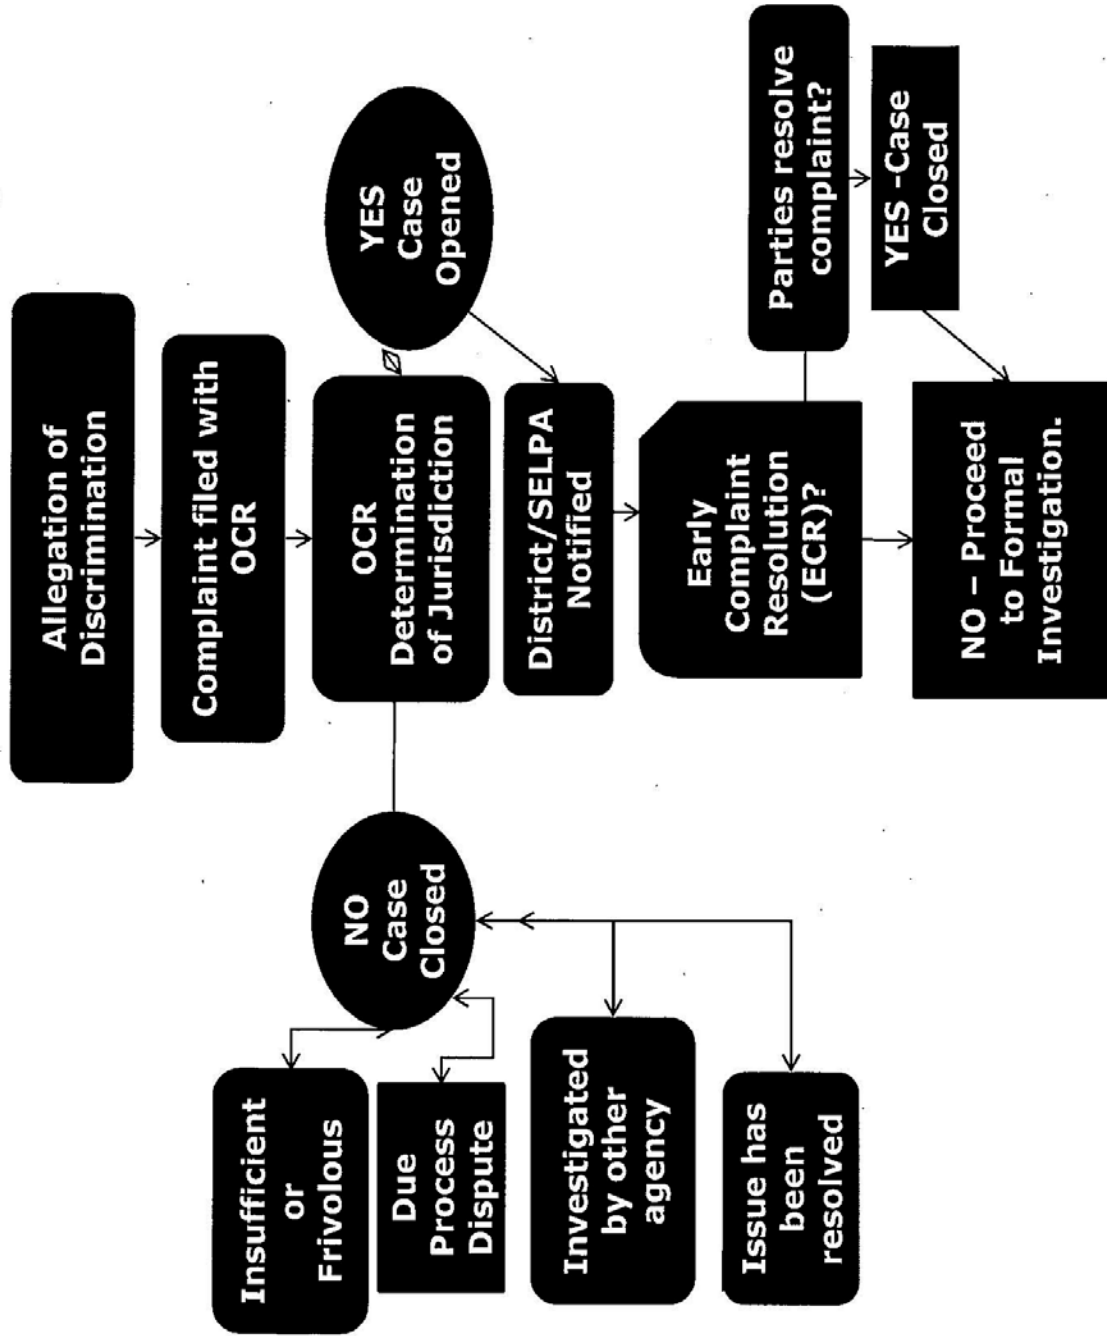 Allegation of
Discrimination
Complaint filed with
OCR
OCR
Determination
of Jurisdiction
YES
Case
Opened
NO
Case
Closed
Insufficient
or
Frivolous
Due
Process
Dispute
Investigated
by other
agency
Issue has
been
resolved
District/SELPA
Notified
Early
Complaint
Resolution
(ECR)?
Parties resolve
complaint?
YES -Case
Closed
NO – Proceed
to Formal
Investigation.